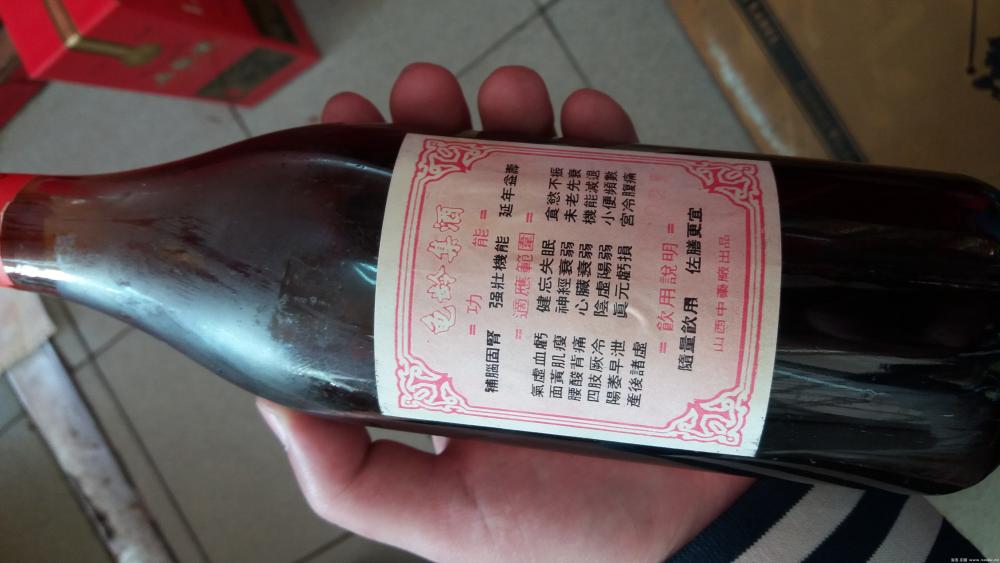 龟龄集酒
= 功能 =
補腦固腎 强壯機能 延年益壽
= 適應範圍 =
氣虛血虧 健忘失眠 食慾不振
面黃肌瘦 神經衰弱 未老先衰
腰酸背痛 心臟衰弱 機能减退
四肢厥冷 陰虛陽弱 小便頻數
陽萎早泄 眞元虧損 宮冷腹痛
產後諸虛
= 飲用說明 =
隨量飲用 佐膳更宜
山西中藥廠出品